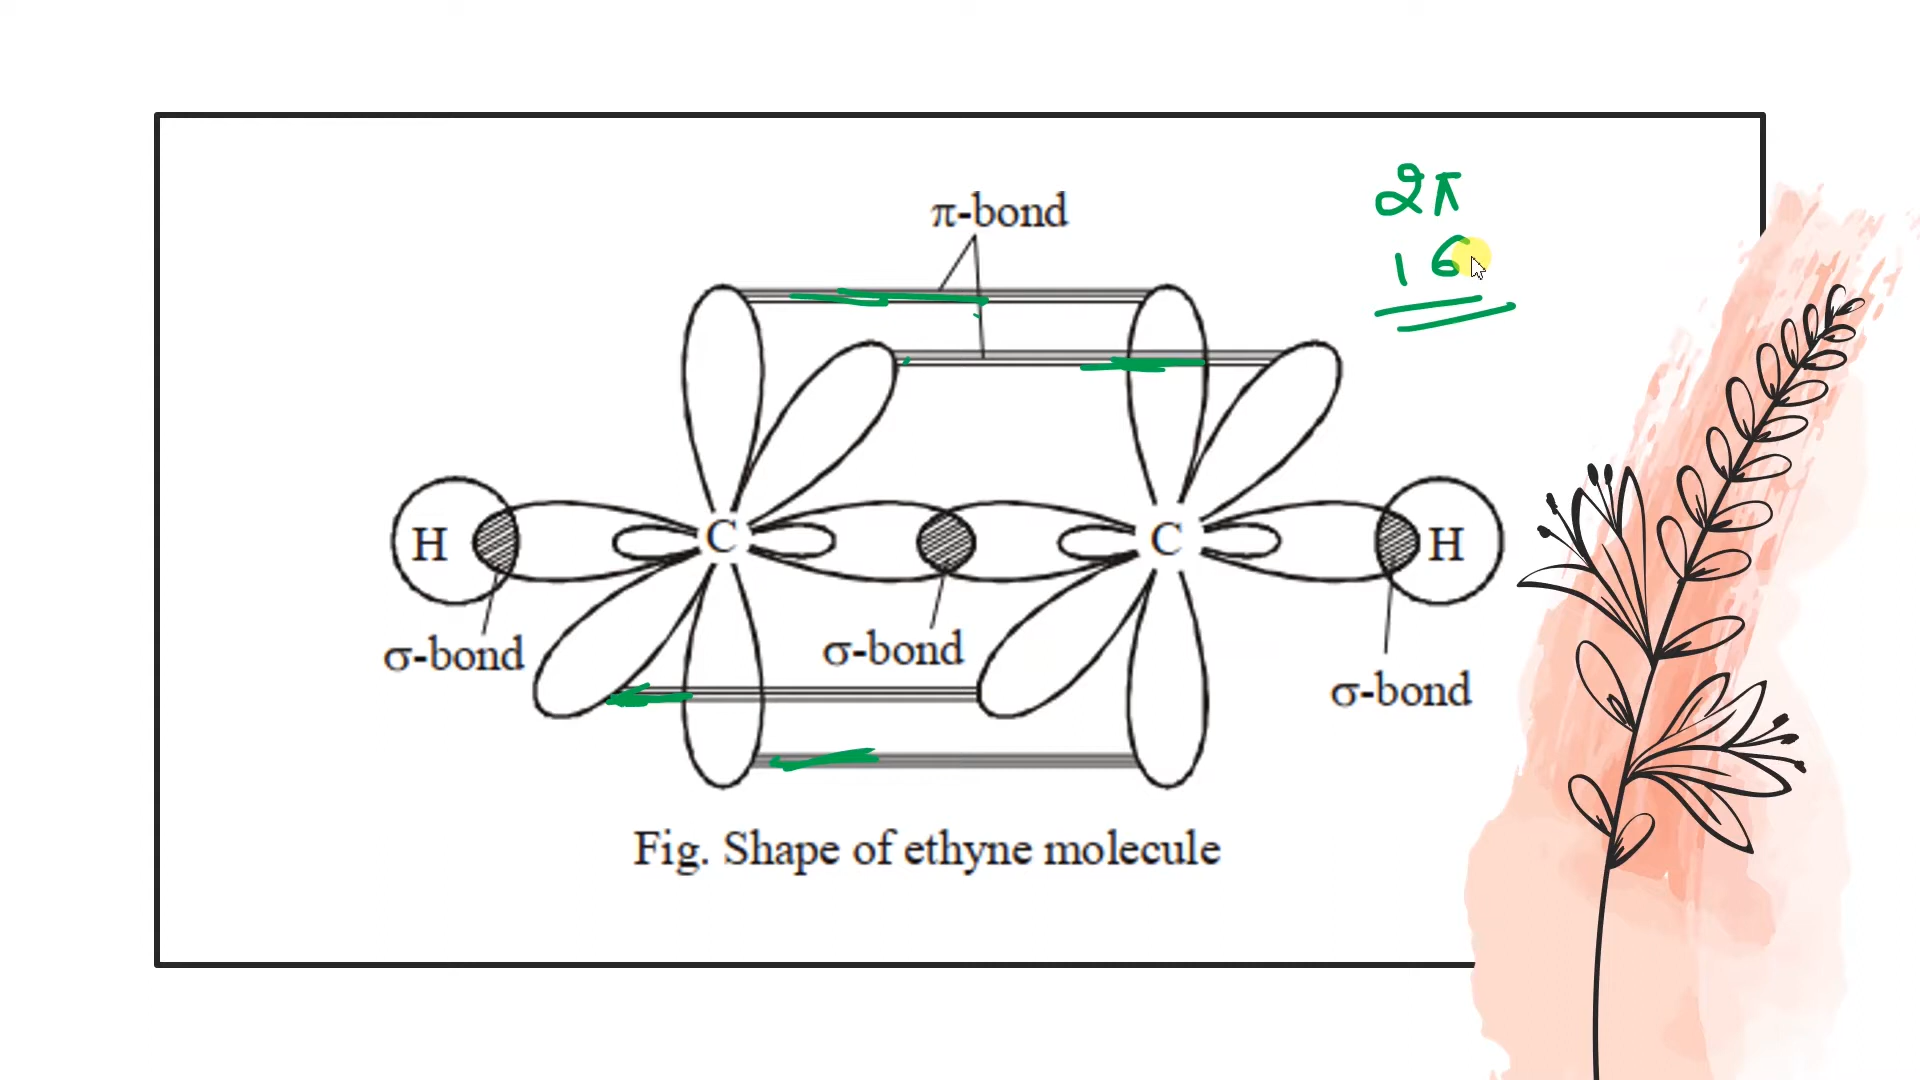 2π
π-bond
1σ
H
C
C
H
σ-bond
σ-bond
σ-bond
Fig. Shape of ethyne molecule